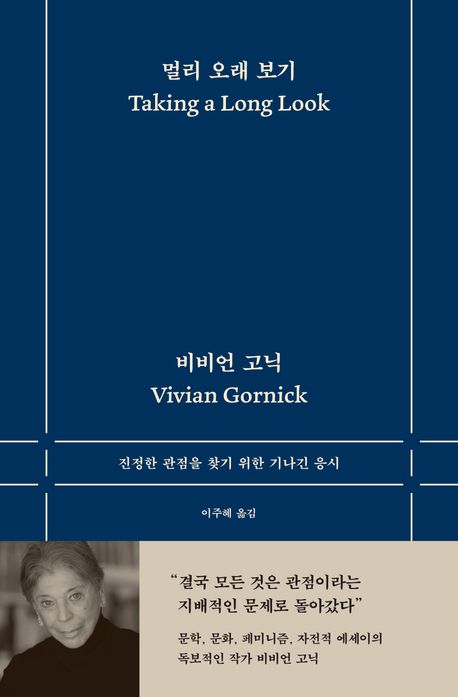 멀리 오래 보기
Taking a Long Look
비비언 고닉
Vivian Gornick
진정한 관점을 찾기 위한 기나긴 응시
이주혜 옮김
“결국 모든 것은 관점이라는
지배적인 문제로 돌아갔다”
문학, 문화, 페미니즘, 자전적 에세이의
독보적인 작가 비비언 고닉